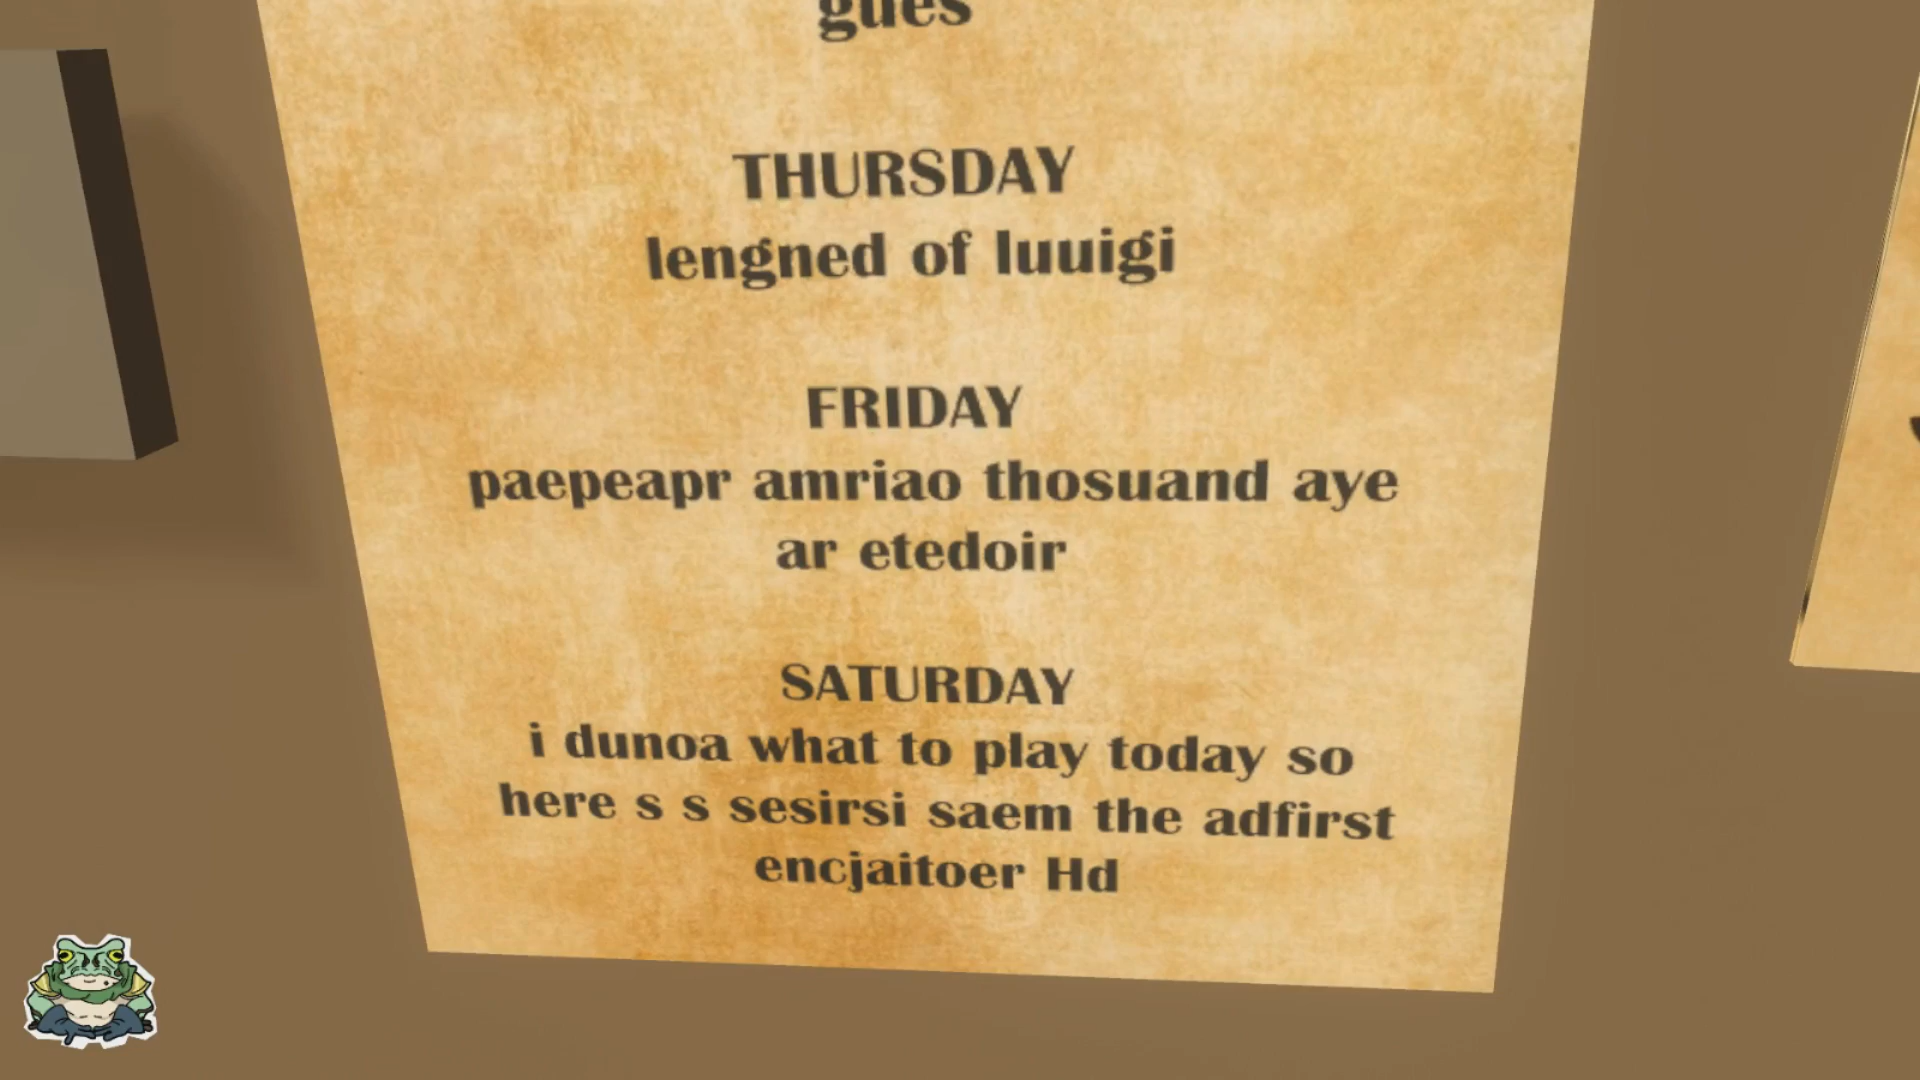 gues
THURSDAY
lengned of luuigi
FRIDAY
paepeapr amriao thosuand aye
ar etedoir
SATURDAY
i dunoa what to play today so
here s s sesirsi saem the adfirst
encjaitoer Hd